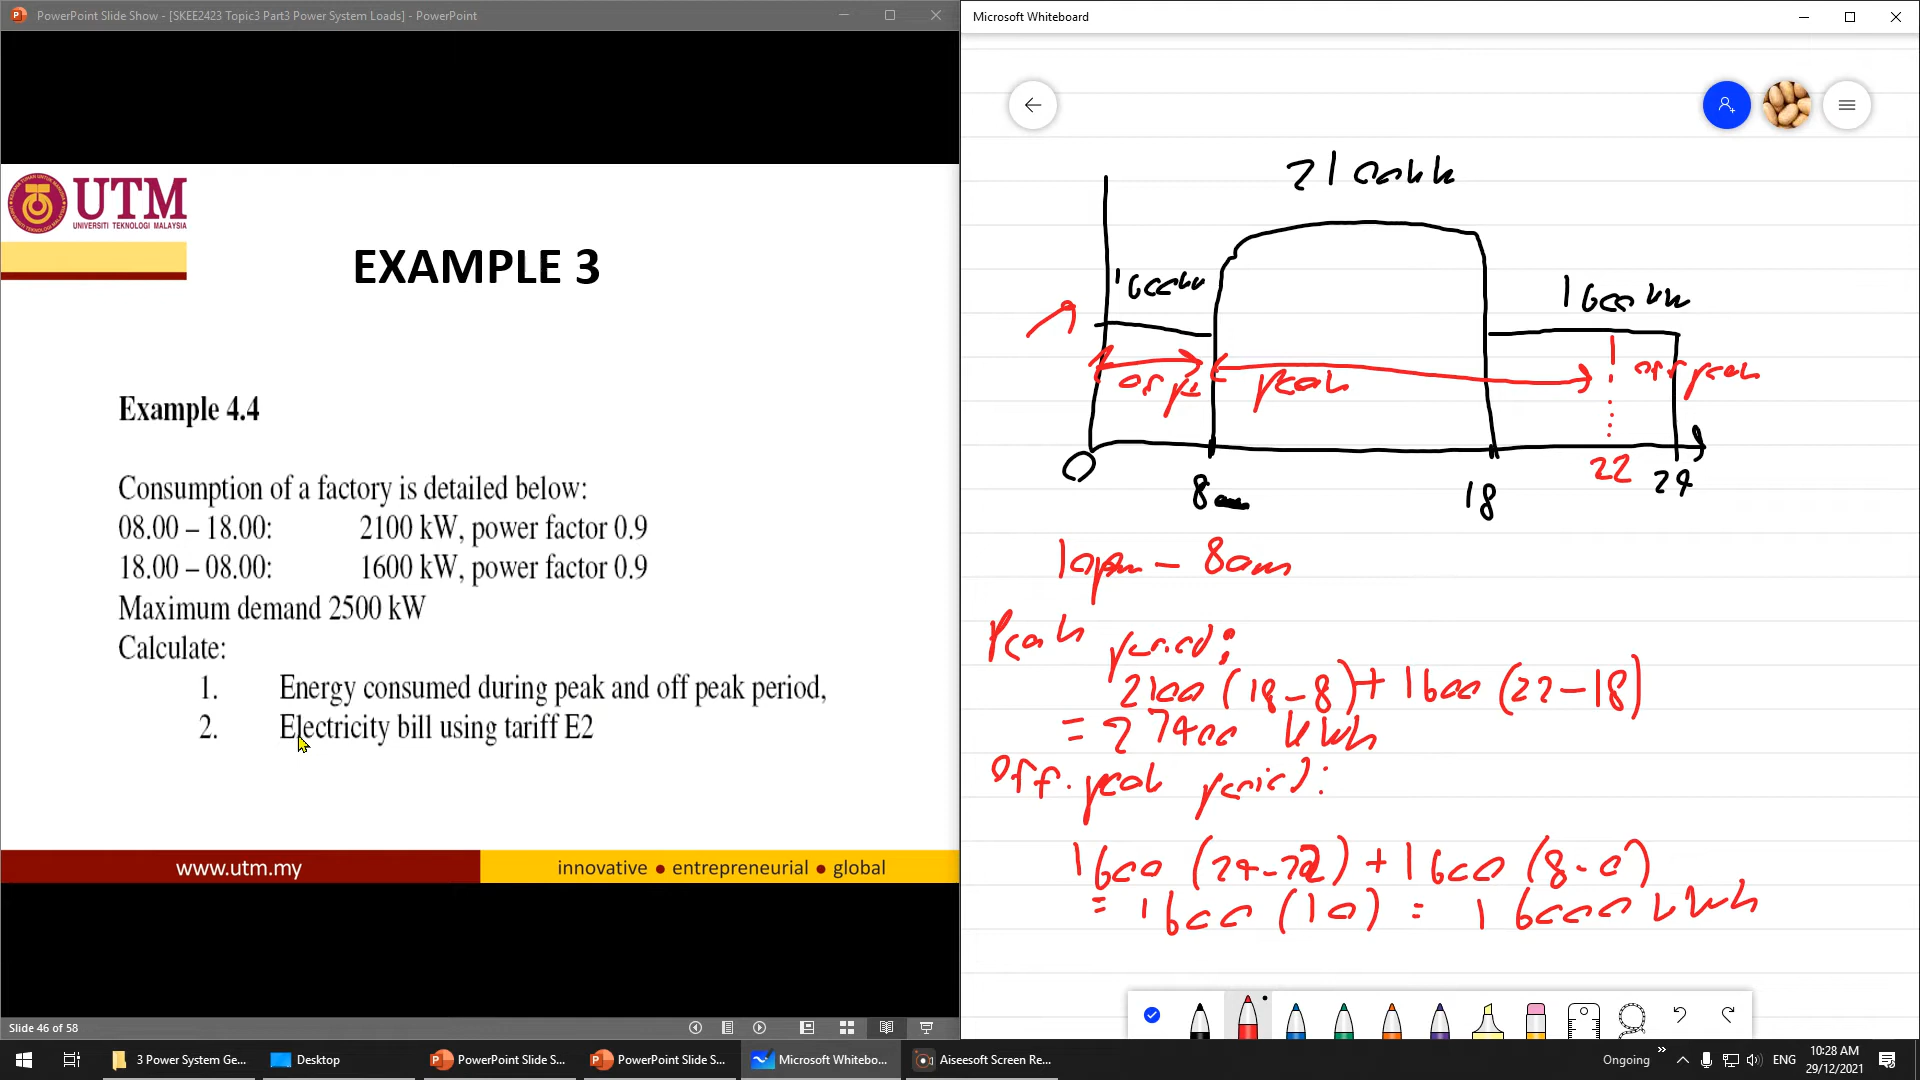 PowerPoint Slide Show - [SKEE2423 Topic3 Part3 Power System Loads] - PowerPoint
UTM
UNIVERSITI TEKNOLOGI MALAYSIA
EXAMPLE 3
Example 4.4
Consumption of a factory is detailed below:
08.00 – 18.00: 2100 kW, power factor 0.9
18.00 – 08.00: 1600 kW, power factor 0.9
Maximum demand 2500 kW
Calculate:
1. Energy consumed during peak and off peak period,
2. Electricity bill using tariff E2
www.utm.my
innovative • entrepreneurial • global
Slide 46 of 58
Microsoft Whiteboard
2100kW
1600kW
1600kW
peak
off peak
0
8am
18
22
24
10pm – 8am
Peak period:
2100 (18-8) + 1600 (22-18)
= 27400 kWh
Off-peak period:
1600 (24-22) + 1600 (8-0)
= 1600 (10) = 16000 kWh
3 Power System Ge...
Desktop
PowerPoint Slide S...
PowerPoint Slide S...
Microsoft Whitebo...
Aiseesoft Screen Re...
Ongoing
ENG
10:28 AM
29/12/2021